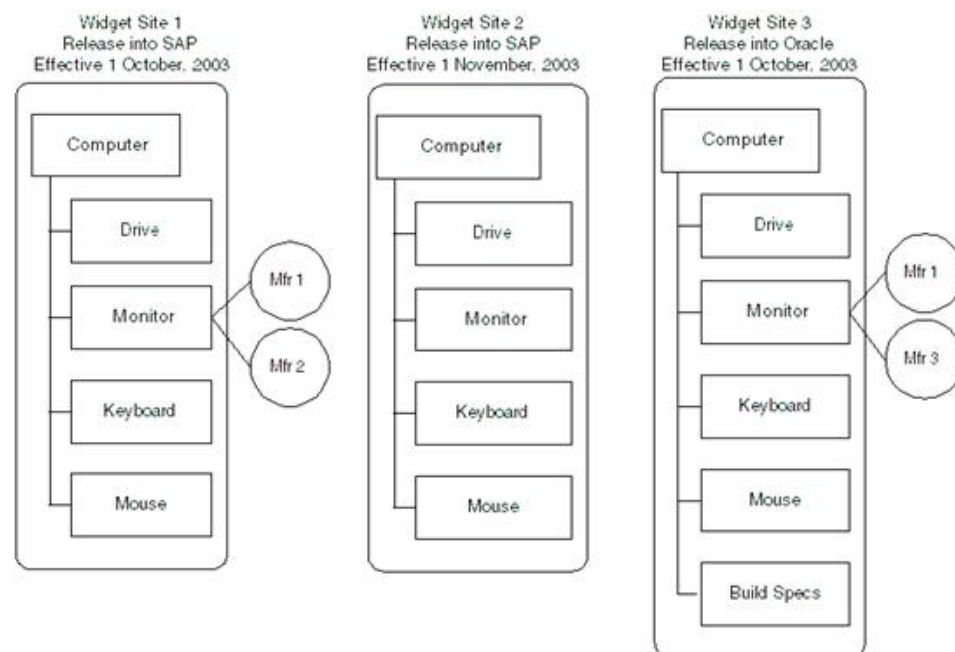 Widget Site 1
Release into SAP
Effective 1 October, 2003
Computer
Drive
Monitor
Mfr 1
Mfr 2
Keyboard
Mouse
Widget Site 2
Release into SAP
Effective 1 November, 2003
Computer
Drive
Monitor
Keyboard
Mouse
Widget Site 3
Release into Oracle
Effective 1 October, 2003
Computer
Drive
Monitor
Mfr 1
Mfr 3
Keyboard
Mouse
Build Specs